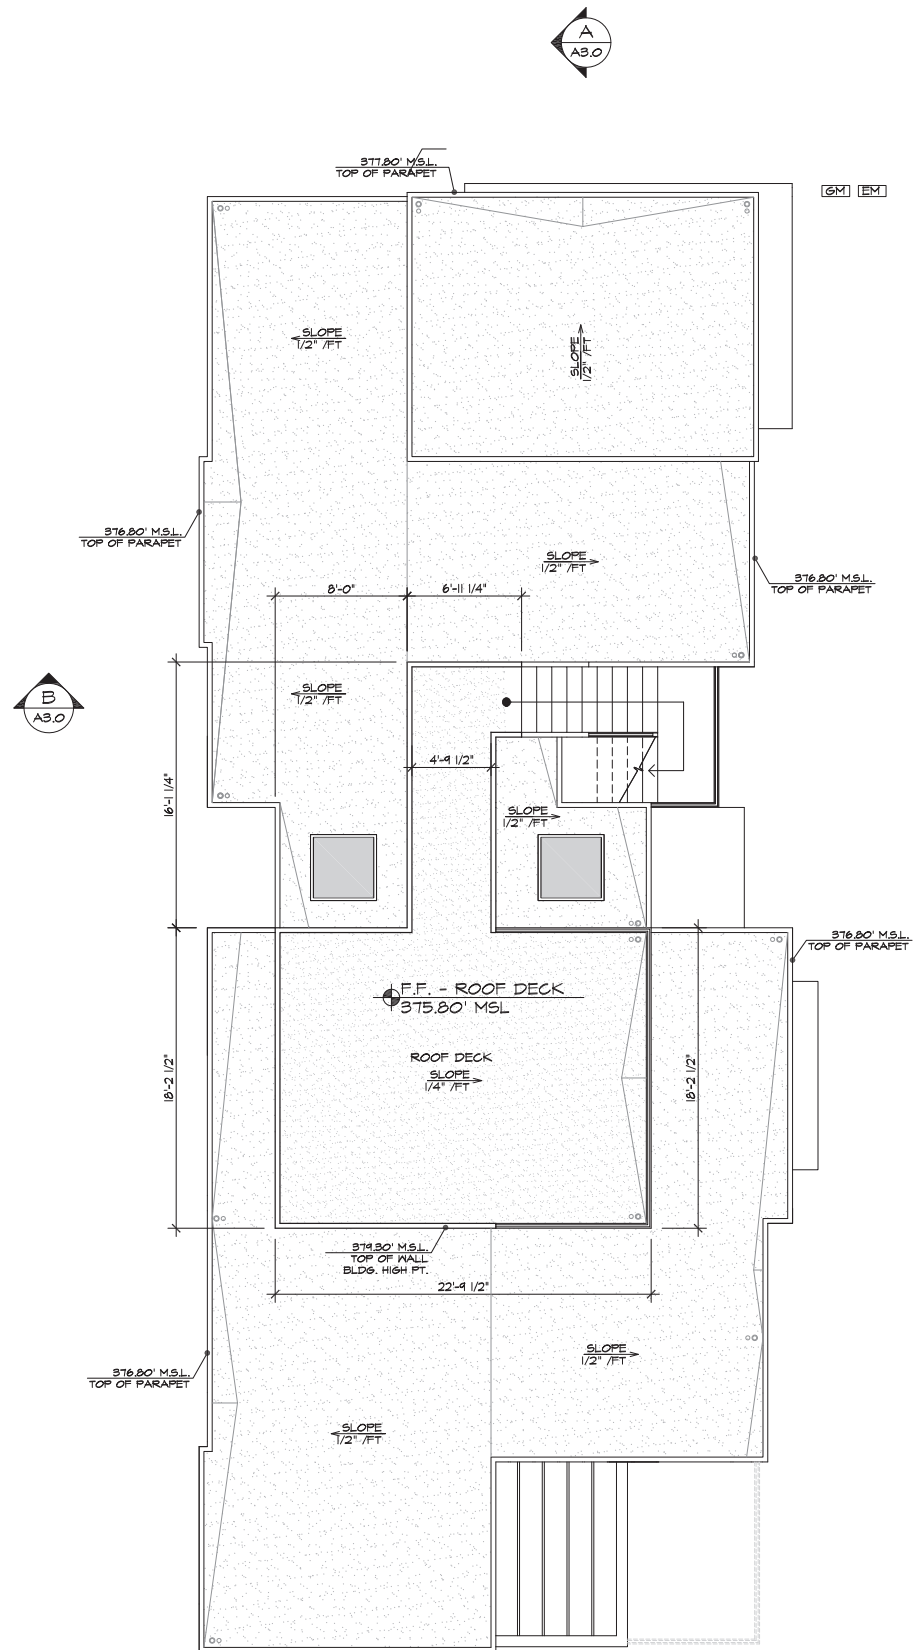 A
A3.0
377.80' M.S.L.
TOP OF PARAPET
GM EM
SLOPE
1/2" /FT
SLOPE
1/2" /FT
376.80' M.S.L.
TOP OF PARAPET
SLOPE
1/2" /FT
376.80' M.S.L.
TOP OF PARAPET
8'-0"
6'-11 1/4"
B
A3.0
SLOPE
1/2" /FT
4'-9 1/2"
16'-1 1/4"
SLOPE
1/2" /FT
376.80' M.S.L.
TOP OF PARAPET
F.F. - ROOF DECK
375.80' MSL
ROOF DECK
SLOPE
1/4" /FT
18'-2 1/2"
18'-2 1/2"
379.30' M.S.L.
TOP OF WALL
BLDG. HIGH PT.
22'-9 1/2"
SLOPE
1/2" /FT
376.80' M.S.L.
TOP OF PARAPET
SLOPE
1/2" /FT